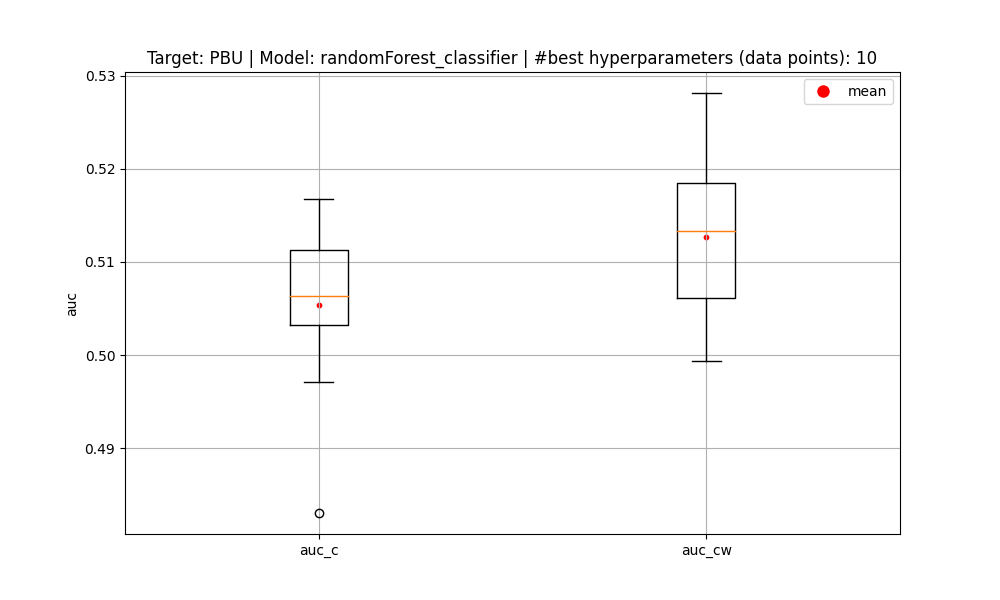 Target: PBU | Model: randomForest_classifier | #best hyperparameters (data points): 10
mean
0.53
0.52
0.51
0.50
0.49
auc
auc_c
auc_cw